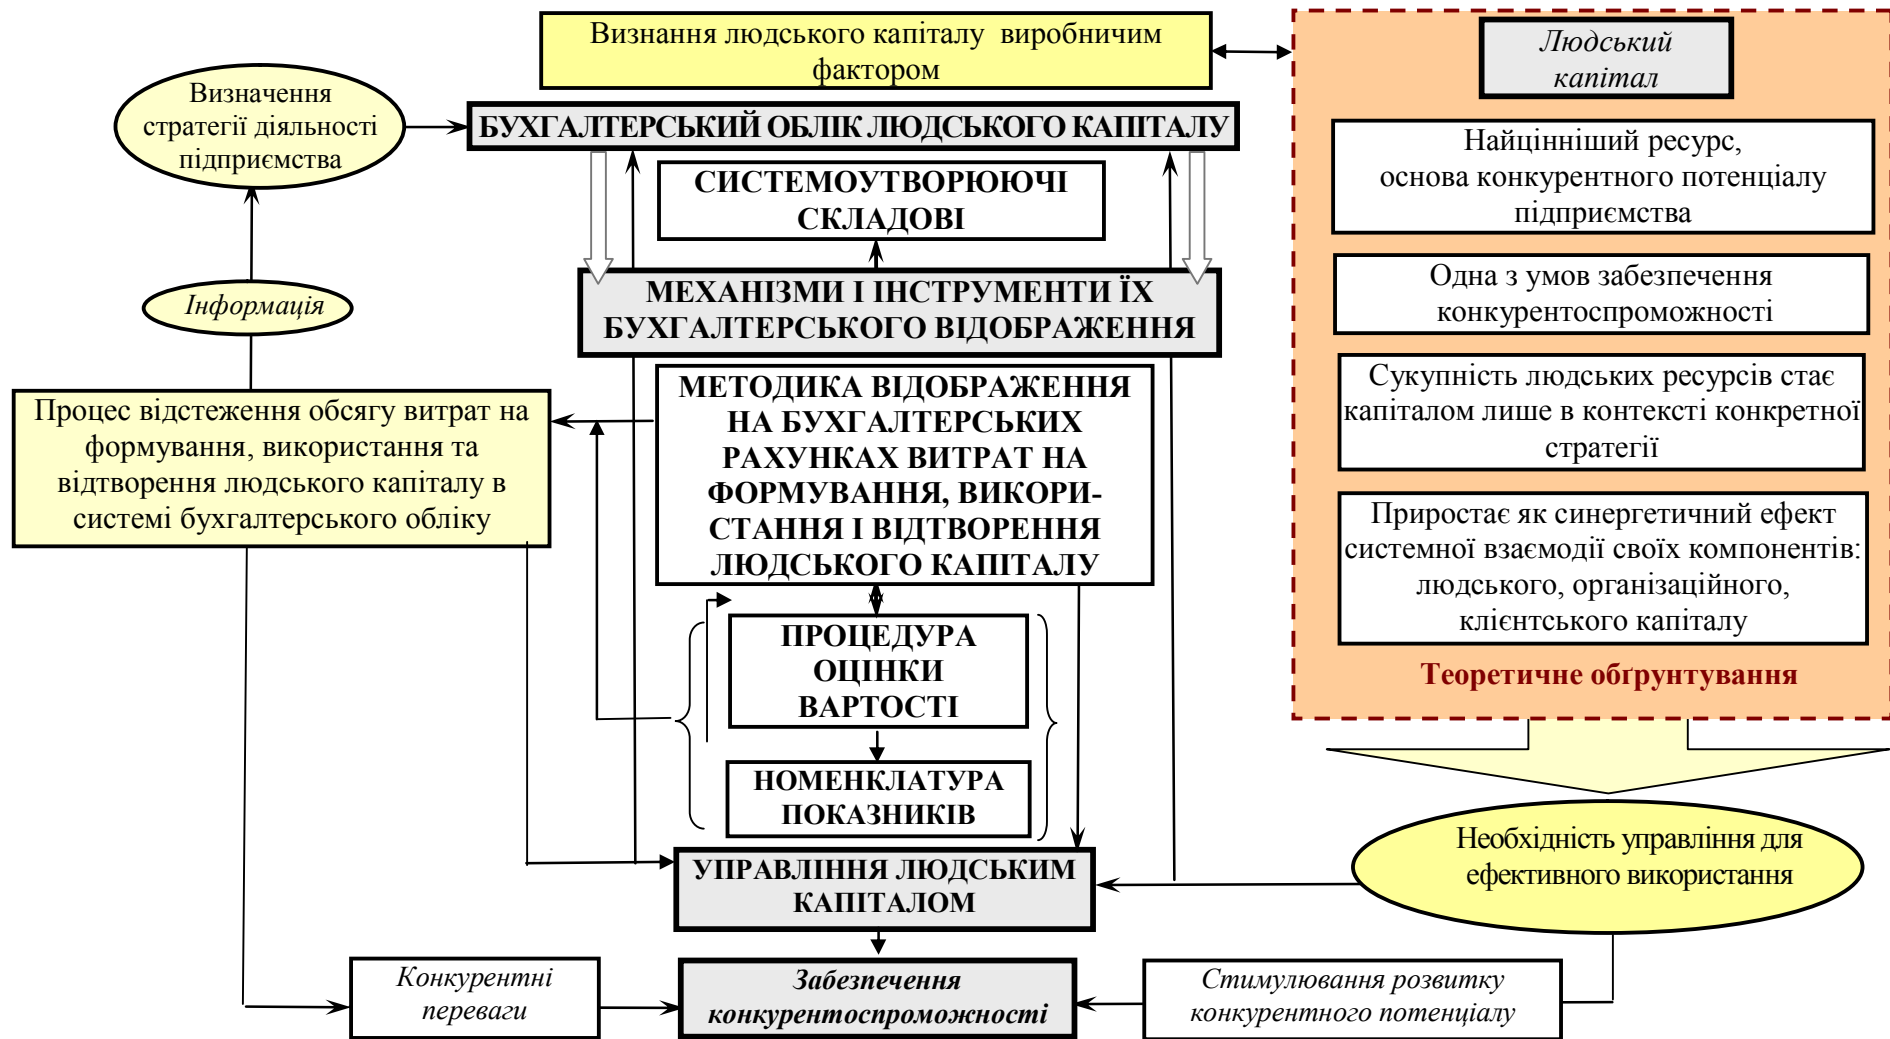 Визнання людського капіталу виробничим
фактором
Людський
капітал
Визначення
стратегії діяльності
підприємства
БУХГАЛТЕРСЬКИЙ ОБЛІК ЛЮДСЬКОГО КАПІТАЛУ
Найцінніший ресурс,
основа конкурентного потенціалу
підприємства
СИСТЕМОУТВОРЮЮЧІ
СКЛАДОВІ
Одна з умов забезпечення
конкурентоспроможності
Інформація
МЕХАНІЗМИ І ІНСТРУМЕНТИ ЇХ
БУХГАЛТЕРСЬКОГО ВІДОБРАЖЕННЯ
Сукупність людських ресурсів стає
капіталом лише в контексті конкретної
стратегії
Процес відстеження обсягу витрат на
формування, використання та
відтворення людського капіталу в
системі бухгалтерського обліку
МЕТОДИКА ВІДОБРАЖЕННЯ
НА БУХГАЛТЕРСЬКИХ
РАХУНКАХ ВИТРАТ НА
ФОРМУВАННЯ, ВИКОРИ-
СТАННЯ І ВІДТВОРЕННЯ
ЛЮДСЬКОГО КАПІТАЛУ
Приростає як синергетичний ефект
системної взаємодії своїх компонентів:
людського, організаційного,
клієнтського капіталу
Теоретичне обґрунтування
ПРОЦЕДУРА
ОЦІНКИ
ВАРТОСТІ
НОМЕНКЛАТУРА
ПОКАЗНИКІВ
Необхідність управління для
ефективного використання
УПРАВЛІННЯ ЛЮДСЬКИМ
КАПІТАЛОМ
Конкурентні
переваги
Забезпечення
конкурентоспроможності
Стимулювання розвитку
конкурентного потенціалу